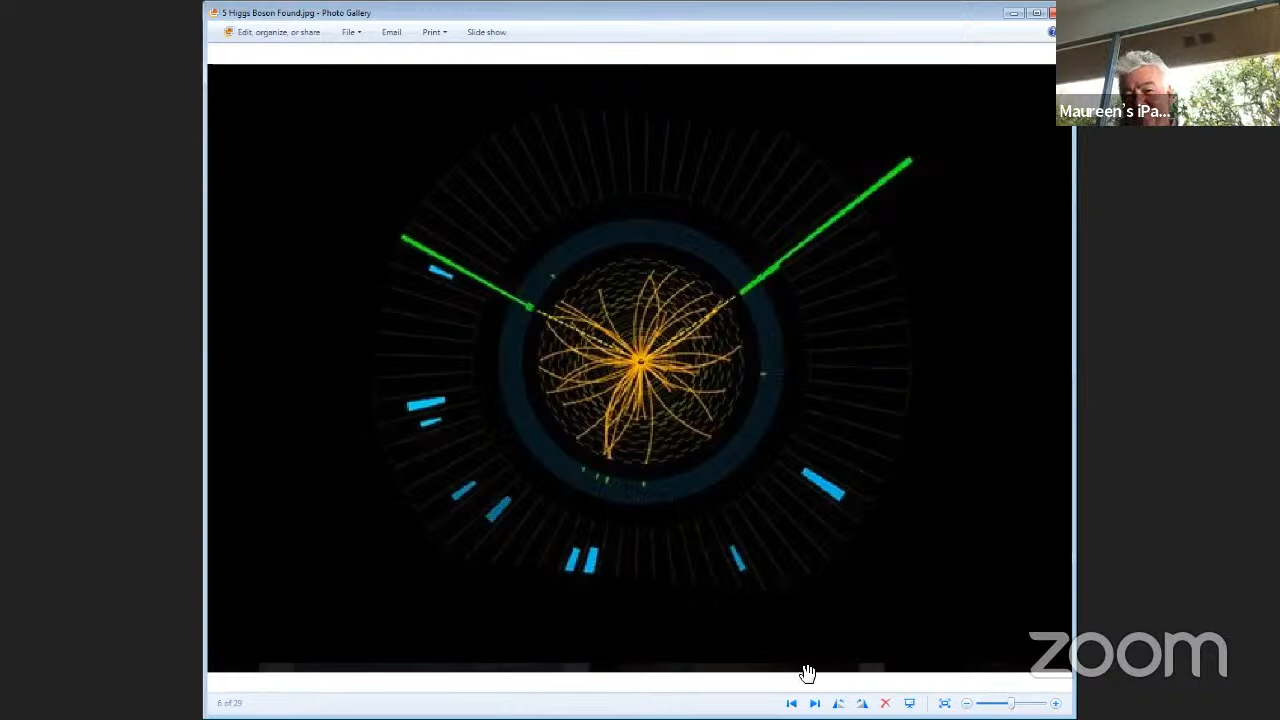 5 Higgs Boson Found.jpg - Photo Gallery
Edit, organize, or share File Email Print Slide show
Maureen's iPa...
zoom
6 of 29